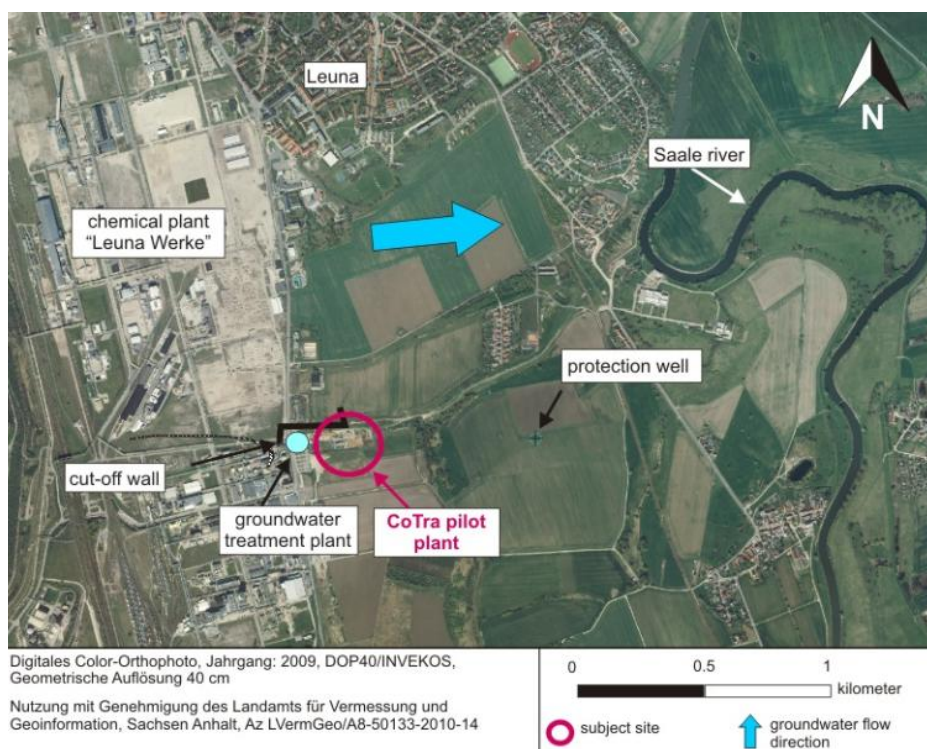 Leuna
N
Saale river
chemical plant
"Leuna Werke"
protection well
cut-off wall
groundwater
treatment plant
CoTra pilot
plant
Digitales Color-Orthophoto, Jahrgang: 2009, DOP40/INVEKOS,
Geometrische Auflösung 40 cm
Nutzung mit Genehmigung des Landamts für Vermessung und
Geoinformation, Sachsen Anhalt, Az LVermGeo/A8-50133-2010-14
0 0.5 1
kilometer
subject site
groundwater flow
direction